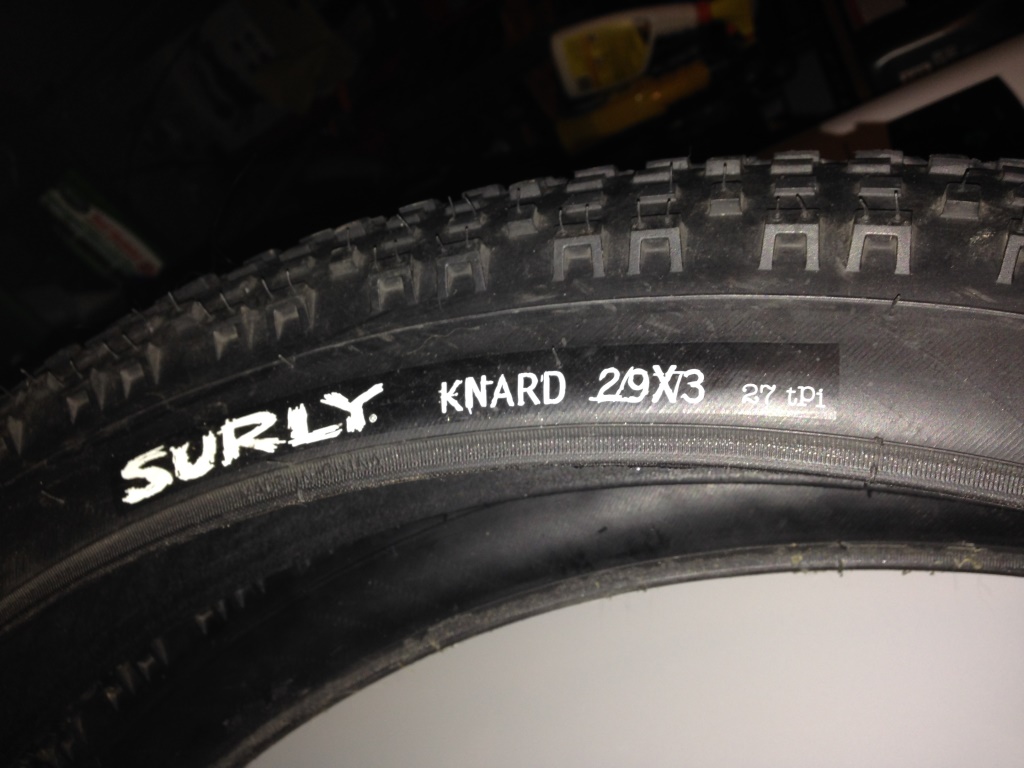 SURLY. KNARD 29X3 27 tPi